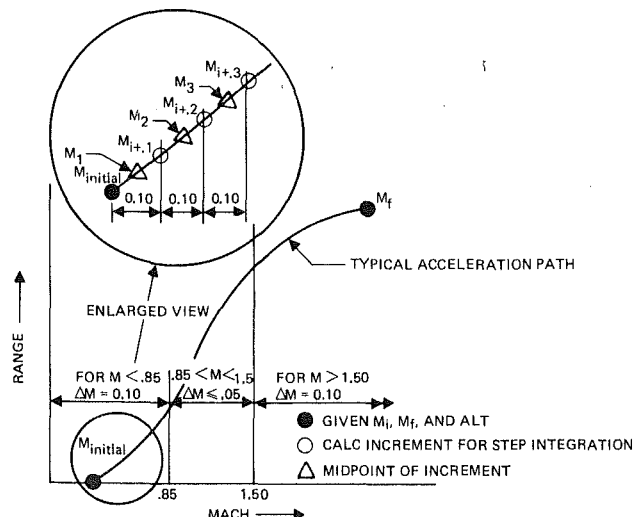 M₃
Mᵢ₊.₃
M₂
Mᵢ₊.₂
M₁
Mᵢ₊.₁
Minitial
0.10 0.10 0.10
Mf
TYPICAL ACCELERATION PATH
ENLARGED VIEW
RANGE
FOR M < .85
ΔM = 0.10
.85 < M < 1.5
ΔM ≤ .05
FOR M > 1.50
ΔM = 0.10
Minitial
GIVEN Mᵢ, Mf, AND ALT
CALC INCREMENT FOR STEP INTEGRATION
MIDPOINT OF INCREMENT
.85 1.50
MACH